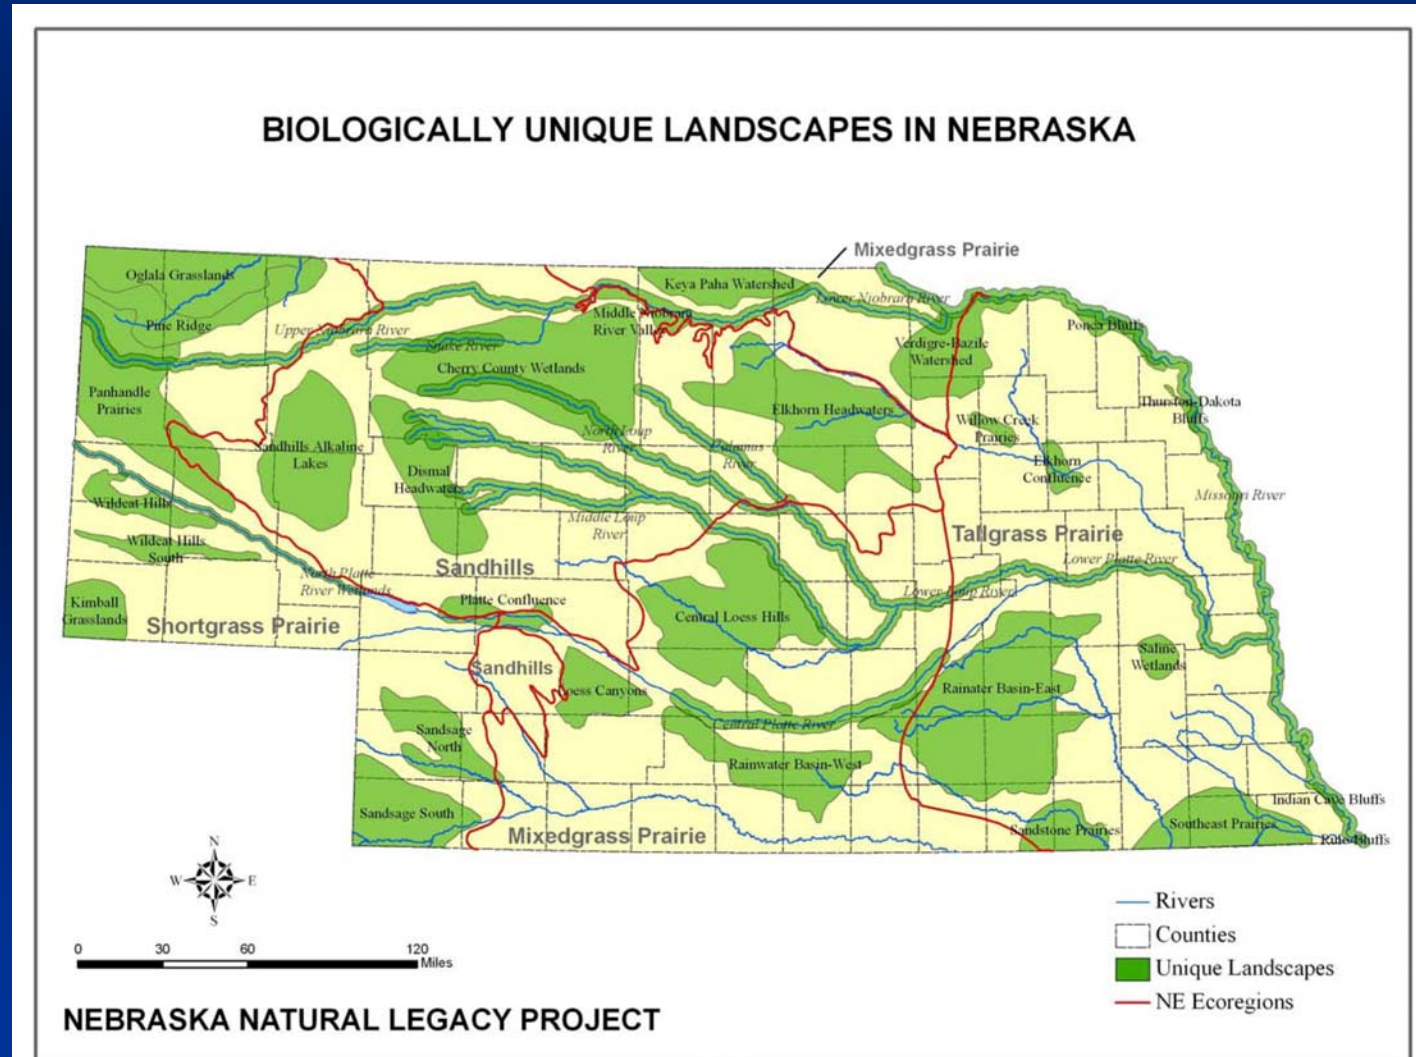 BIOLOGICALLY UNIQUE LANDSCAPES IN NEBRASKA
Mixedgrass Prairie
Oglala Grasslands
Keya Paha Watershed
Lower Niobrara River
Pine Ridge
Upper Niobrara River
Middle Niobrara
River Valley
Ponca Bluffs
Snake River
Verdigre-Bazile
Watershed
Cherry County Wetlands
Panhandle
Prairies
Elkhorn Headwaters
Thurston-Dakota
Bluffs
Willow Creek
Prairies
Sandhills Alkaline
Lakes
North Loup
River
Calamus
River
Elkhorn
Confluence
Dismal
Headwaters
Missouri River
Wildcat Hills
Middle Loup
River
Tallgrass Prairie
Wildcat Hills
South
Sandhills
Lower Platte River
North Platte
River Wetlands
Lower Loup River
Kimball
Grasslands
Platte Confluence
Shortgrass Prairie
Central Loess Hills
Saline
Wetlands
Sandhills
Loess Canyons
Rainater Basin-East
Central Platte River
Sandsage
North
Rainwater Basin-West
Indian Cave Bluffs
Sandsage South
Southeast Prairies
Mixedgrass Prairie
Sandstone Prairies
Rulo Bluffs
N
W
E
S
Rivers
Counties
Unique Landscapes
NE Ecoregions
0 30 60 120
Miles
NEBRASKA NATURAL LEGACY PROJECT